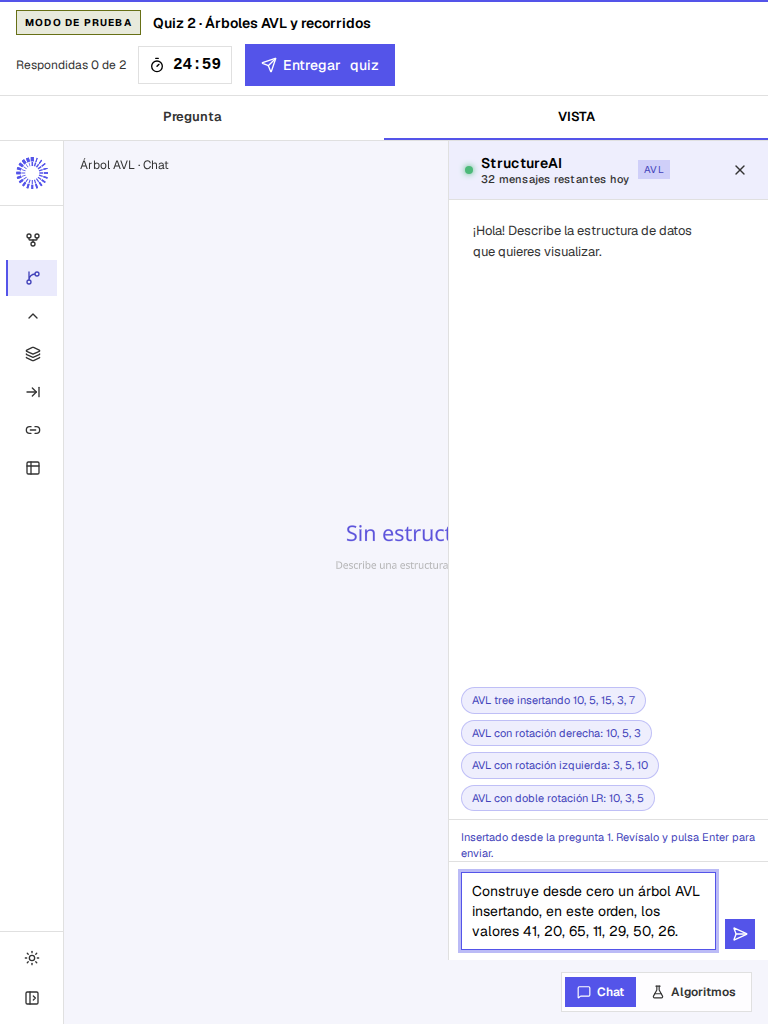 MODO DE PRUEBA
Quiz 2 · Árboles AVL y recorridos
Respondidas 0 de 2
24:59
Entregar quiz
Pregunta
VISTA
Árbol AVL · Chat
StructureAI
32 mensajes restantes hoy
AVL
¡Hola! Describe la estructura de datos
que quieres visualizar.
Sin estruct
Describe una estructura
AVL tree insertando 10, 5, 15, 3, 7
AVL con rotación derecha: 10, 5, 3
AVL con rotación izquierda: 3, 5, 10
AVL con doble rotación LR: 10, 3, 5
Insertado desde la pregunta 1. Revísalo y pulsa Enter para
enviar.
Construye desde cero un árbol AVL
insertando, en este orden, los
valores 41, 20, 65, 11, 29, 50, 26.
Chat
Algoritmos